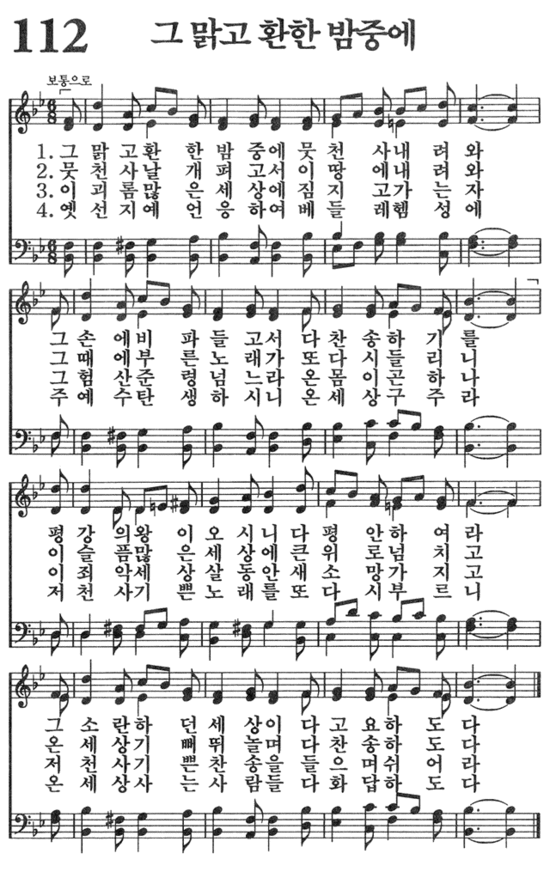 112 그 맑고 환한 밤중에
보통으로
1. 그 맑 고환 한 밤 중에 뭇 천 사내 려 와
2. 뭇 천 사날 개 펴 고서 이 땅 에내 려 와
3. 이 괴 롬많 은 세 상에 짐 지 고가 는 자
4. 옛 선 지예 언 응 하여 베 들 레헴 성 에
그 손 에비 파 들 고서 다 찬 송하 기 를
그 때 에부 른 노 래가 또 다 시들 리 니
그 험 산준 령 넘 느라 온 몸 이곤 하 나
주 예 수탄 생 하 시니 온 세 상구 주 라
평 강 의왕 이 오 시니 다 평 안하 여 라
이 슬 픔많 은 세 상에 큰 위 로넘 치 고
이 죄 악세 상 살 동안 새 소 망가 지 고
저 천 사기 쁜 노 래를 또 다 시부 르 니
그 소 란하 던 세 상이 다 고 요하 도 다
온 세 상기 뻐 뛰 놀며 다 찬 송하 도 다
저 천 사기 쁜 찬 송을 들 으며 쉬 어 라
온 세 상사 는 사 람들 다 화 답하 도 다